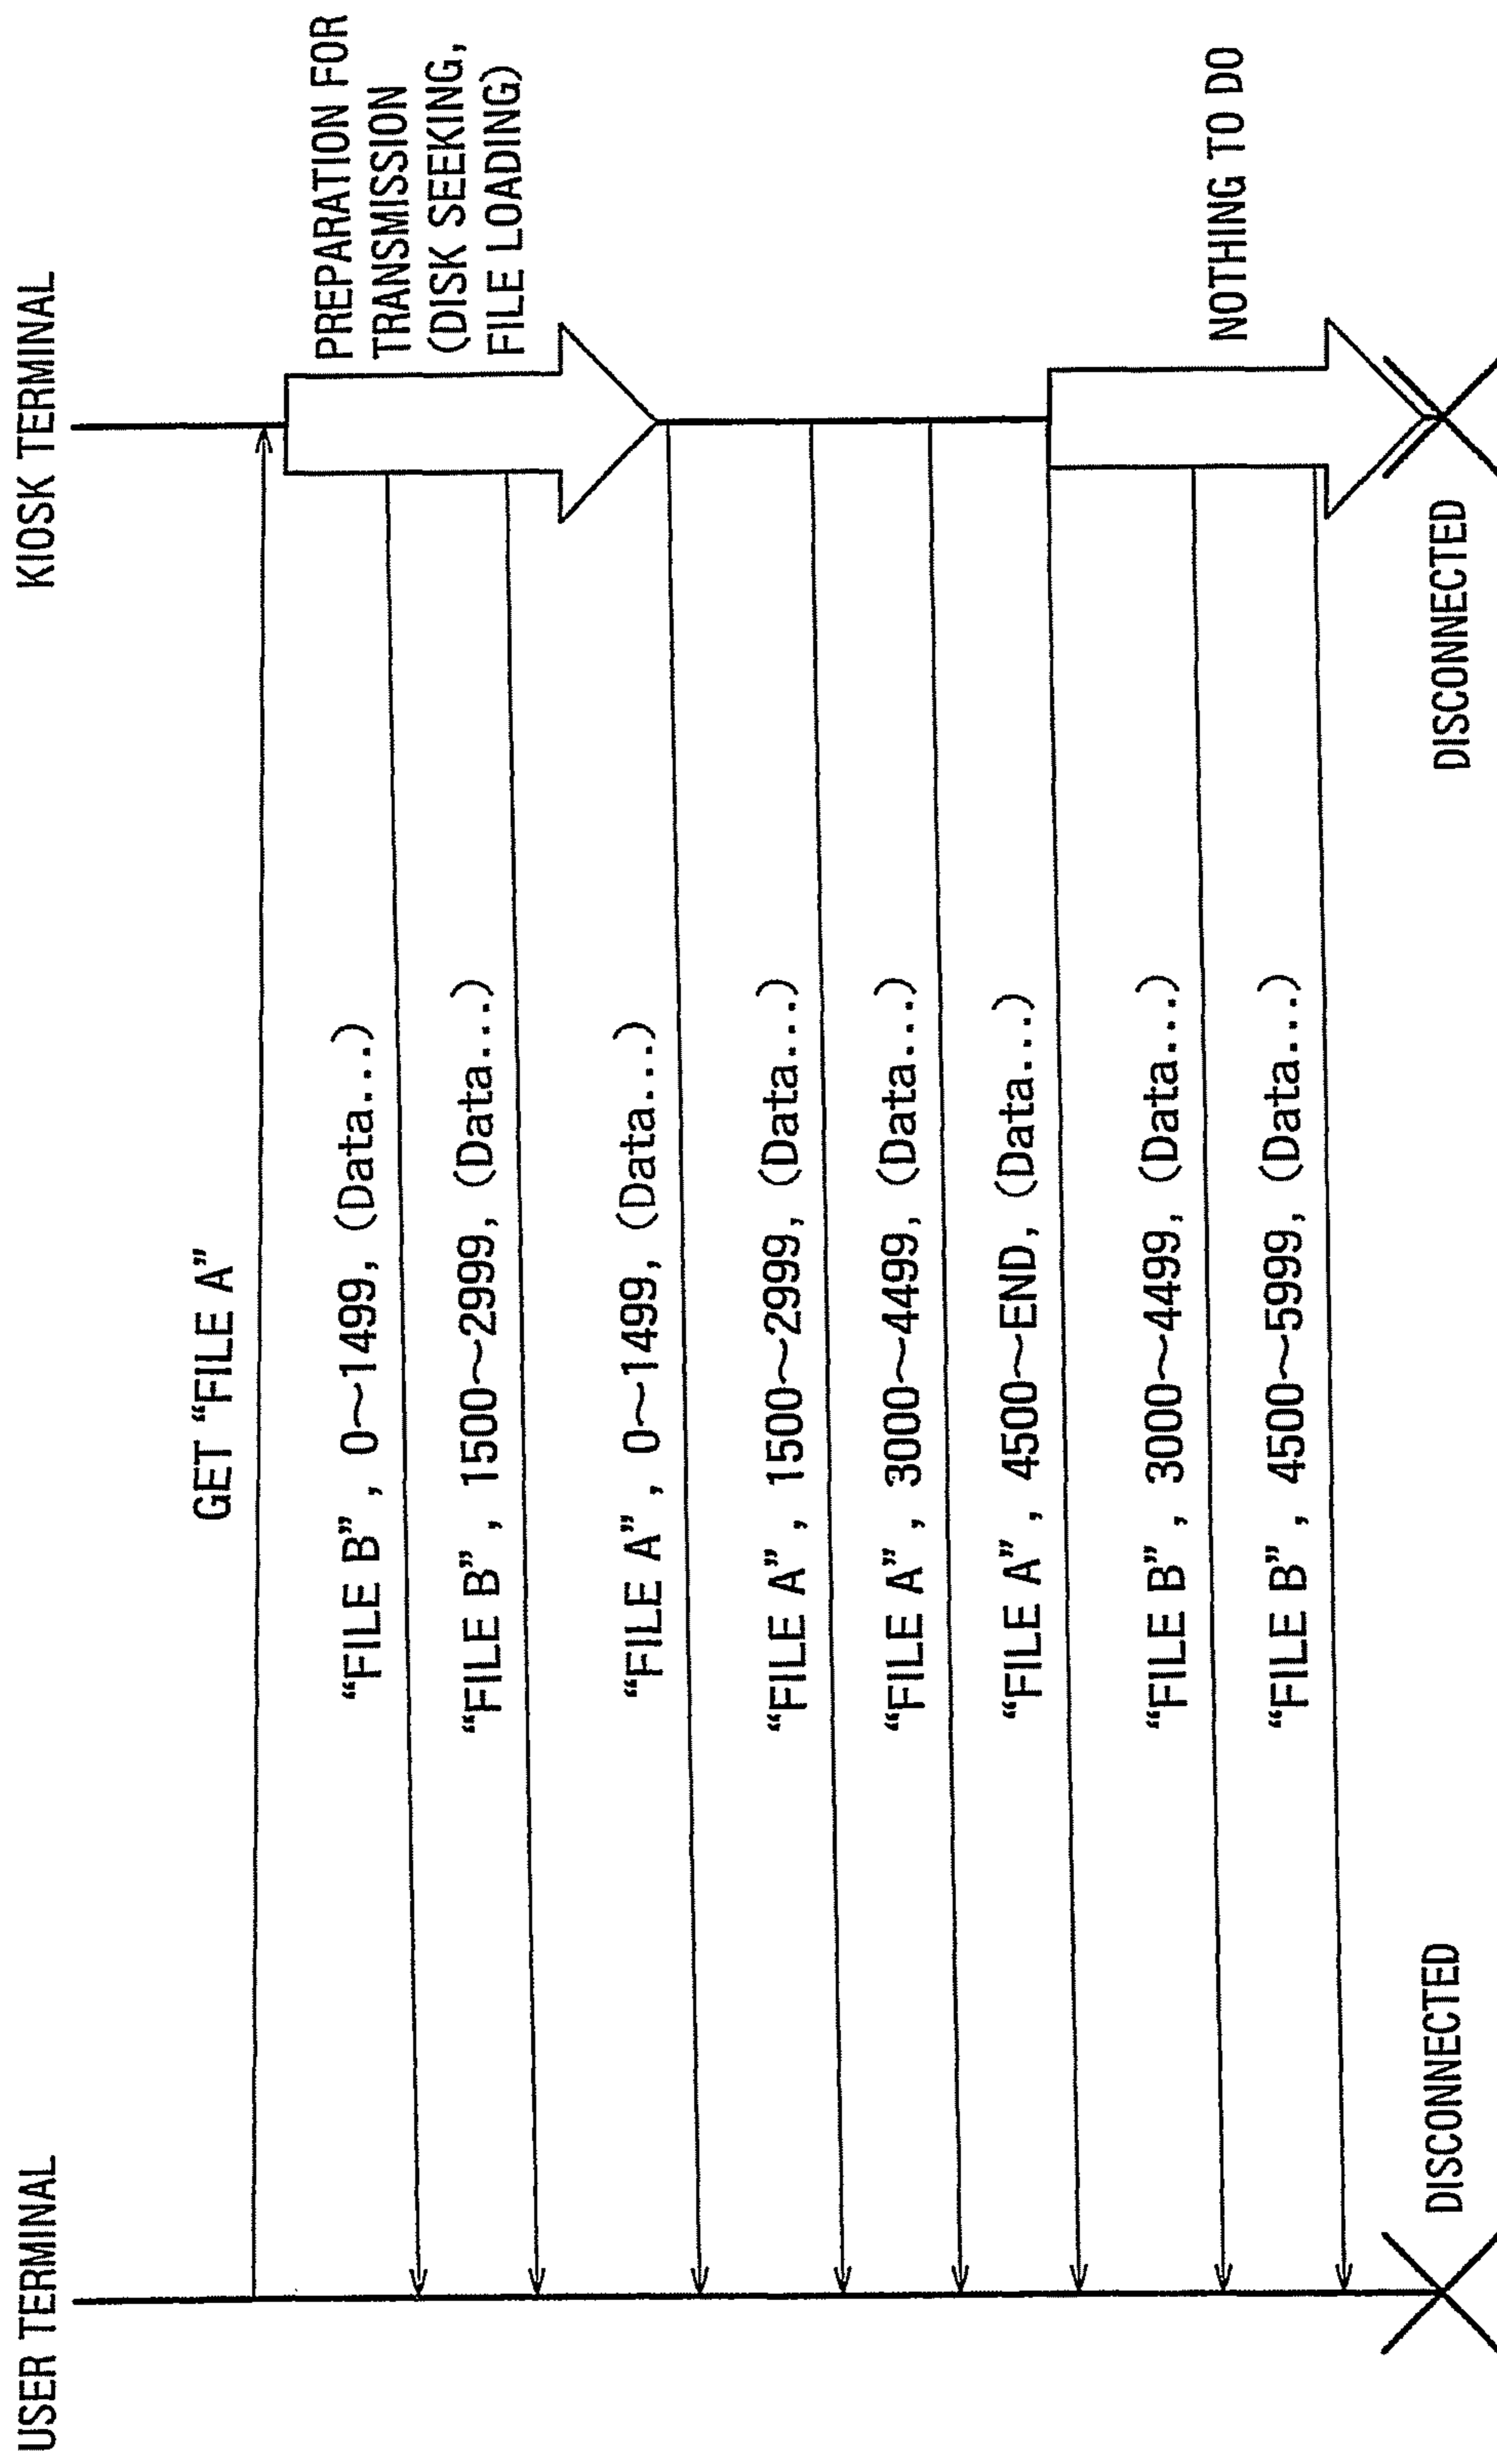 USER TERMINAL
KIOSK TERMINAL
GET “FILE A”
PREPARATION FOR
TRANSMISSION
(DISK SEEKING,
FILE LOADING)
“FILE B”, 0～1499, (Data...)
“FILE B”, 1500～2999, (Data...)
“FILE A”, 0～1499, (Data...)
“FILE A”, 1500～2999, (Data...)
“FILE A”, 3000～4499, (Data...)
“FILE A”, 4500～END, (Data...)
“FILE B”, 3000～4499, (Data...)
NOTHING TO DO
“FILE B”, 4500～5999, (Data...)
DISCONNECTED
DISCONNECTED